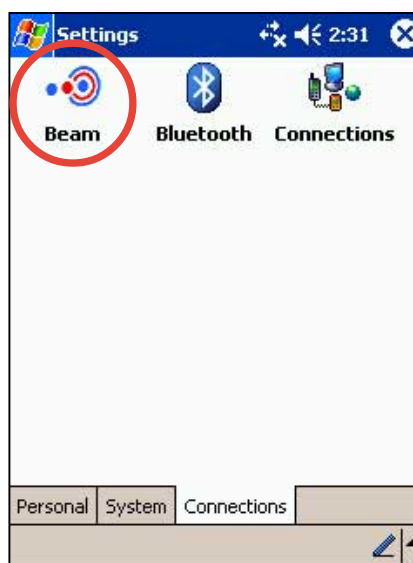 Settings 2:31
Beam Bluetooth Connections
Personal System Connections